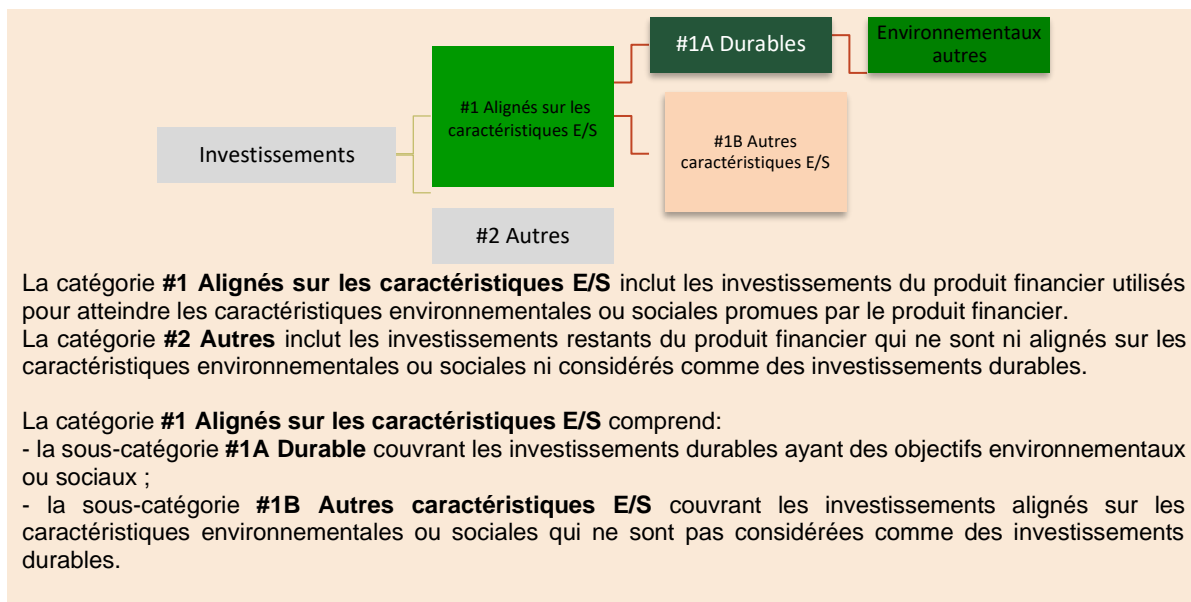 #1A Durables
Environnementaux
autres
#1 Alignés sur les
caractéristiques E/S
Investissements
#1B Autres
caractéristiques E/S
#2 Autres
La catégorie #1 Alignés sur les caractéristiques E/S inclut les investissements du produit financier utilisés
pour atteindre les caractéristiques environnementales ou sociales promues par le produit financier.
La catégorie #2 Autres inclut les investissements restants du produit financier qui ne sont ni alignés sur les
caractéristiques environnementales ou sociales ni considérés comme des investissements durables.
La catégorie #1 Alignés sur les caractéristiques E/S comprend:
- la sous-catégorie #1A Durable couvrant les investissements durables ayant des objectifs environnementaux
ou sociaux ;
- la sous-catégorie #1B Autres caractéristiques E/S couvrant les investissements alignés sur les
caractéristiques environnementales ou sociales qui ne sont pas considérées comme des investissements
durables.